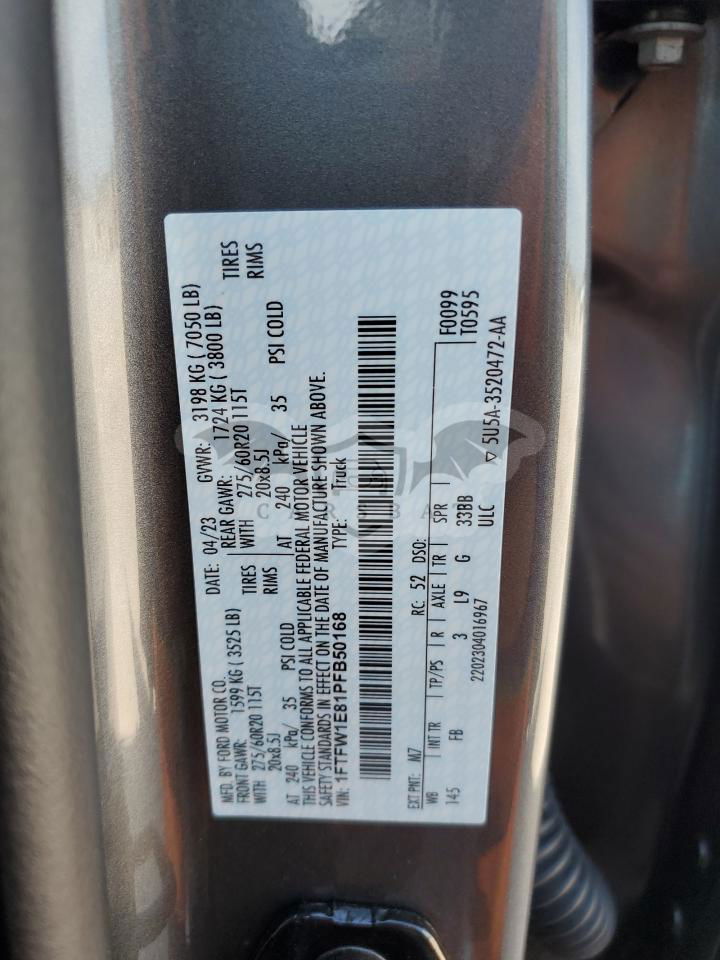 MFD. BY FORD MOTOR CO.
DATE: 04/23 GVWR: 3198 KG ( 7050 LB)
FRONT GAWR: 1599 KG ( 3525 LB) REAR GAWR: 1724 KG ( 3800 LB)
WITH 275/60R20 115T TIRES WITH 275/60R20 115T TIRES
20x8.5J RIMS 20x8.5J RIMS
AT 240 kPa/ 35 PSI COLD AT 240 kPa/ 35 PSI COLD
THIS VEHICLE CONFORMS TO ALL APPLICABLE FEDERAL MOTOR VEHICLE
SAFETY STANDARDS IN EFFECT ON THE DATE OF MANUFACTURE SHOWN ABOVE.
VIN: 1FTFW1E81PFB50168 TYPE: Truck
EXT PNT: M7 RC: 52 DSO: F0099
WB INT TR TP/PS R AXLE TR SPR T0595
145 FB 3 L9 G 33BB
2202304016967 ULC ▽ 5U5A-3520472-AA